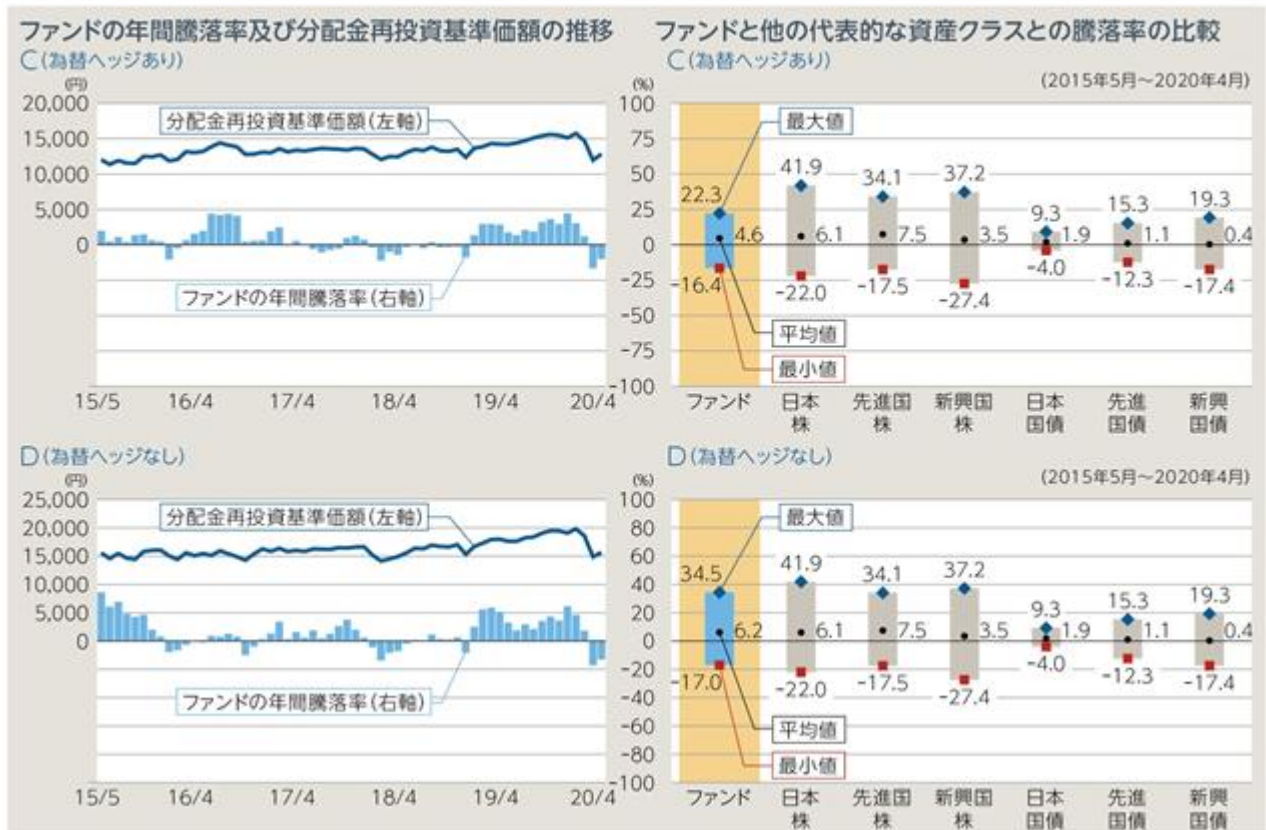 ファンドの年間騰落率及び分配金再投資基準価額の推移
C(為替ヘッジあり)
(円)
(%)
20,000
15,000
10,000
5,000
0
100
75
50
25
0
-25
-50
-75
-100
分配金再投資基準価額(左軸)
ファンドの年間騰落率(右軸)
15/5 16/4 17/4 18/4 19/4 20/4
ファンドと他の代表的な資産クラスとの騰落率の比較
C(為替ヘッジあり)
(2015年5月～2020年4月)
最大値
22.3 41.9 34.1 37.2 9.3 15.3 19.3
4.6 6.1 7.5 3.5 1.9 1.1 0.4
-16.4 -22.0 -17.5 -27.4 -4.0 -12.3 -17.4
平均値
最小値
ファンド 日本 先進国 新興国 日本 先進 新興
株 株 株 国債 国債 国債
D(為替ヘッジなし)
(円)
(%)
25,000
20,000
15,000
10,000
5,000
0
100
80
60
40
20
0
-20
-40
-60
-80
-100
分配金再投資基準価額(左軸)
ファンドの年間騰落率(右軸)
15/5 16/4 17/4 18/4 19/4 20/4
D(為替ヘッジなし)
(2015年5月～2020年4月)
最大値
34.5 41.9 34.1 37.2 9.3 15.3 19.3
6.2 6.1 7.5 3.5 1.9 1.1 0.4
-17.0 -22.0 -17.5 -27.4 -4.0 -12.3 -17.4
平均値
最小値
ファンド 日本 先進国 新興国 日本 先進 新興
株 株 株 国債 国債 国債